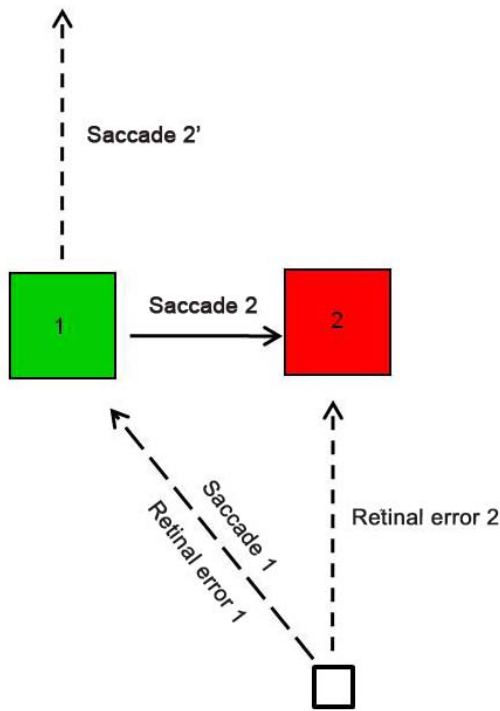 Saccade 2'
1
Saccade 2
2
Saccade 1
Retinal error 1
Retinal error 2